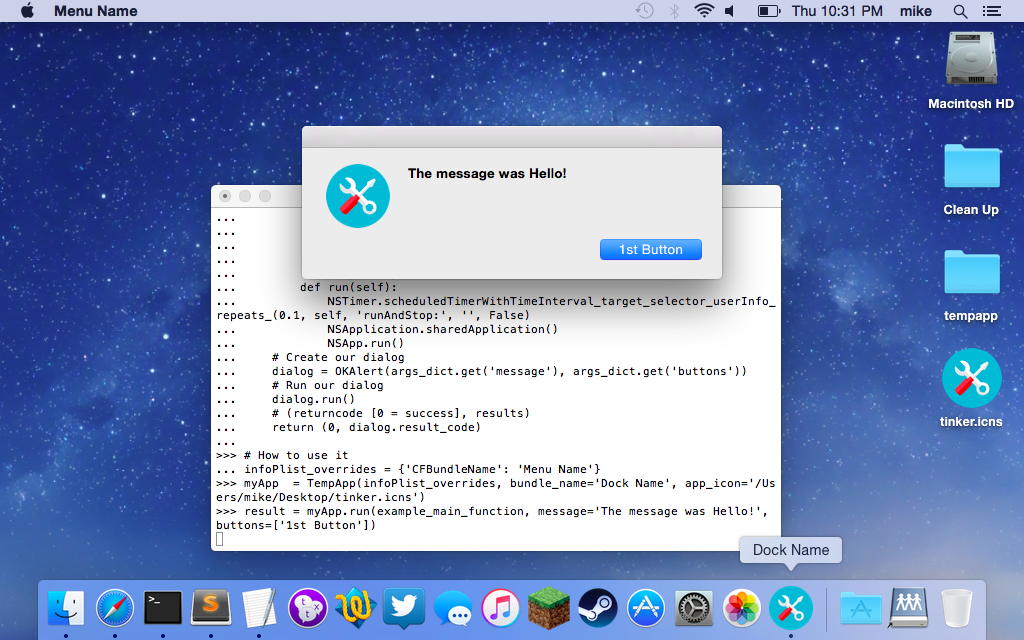 Menu Name
Thu 10:31 PM
mike
Macintosh HD
Clean Up
tempapp
tinker.icns
The message was Hello!
1st Button
...
...
...
...
...
...         def run(self):
...             NSTimer.scheduledTimerWithTimeInterval_target_selector_userInfo_
repeats_(0.1, self, 'runAndStop:', '', False)
...             NSApplication.sharedApplication()
...             NSApp.run()
...     # Create our dialog
...     dialog = OKAlert(args_dict.get('message'), args_dict.get('buttons'))
...     # Run our dialog
...     dialog.run()
...     # (returncode [0 = success], results)
...     return (0, dialog.result_code)
...
>>> # How to use it
... infoPlist_overrides = {'CFBundleName': 'Menu Name'}
>>> myApp  = TempApp(infoPlist_overrides, bundle_name='Dock Name', app_icon='/Us
ers/mike/Desktop/tinker.icns')
>>> result = myApp.run(example_main_function, message='The message was Hello!',
buttons=['1st Button'])
Dock Name
>_
S
t x t